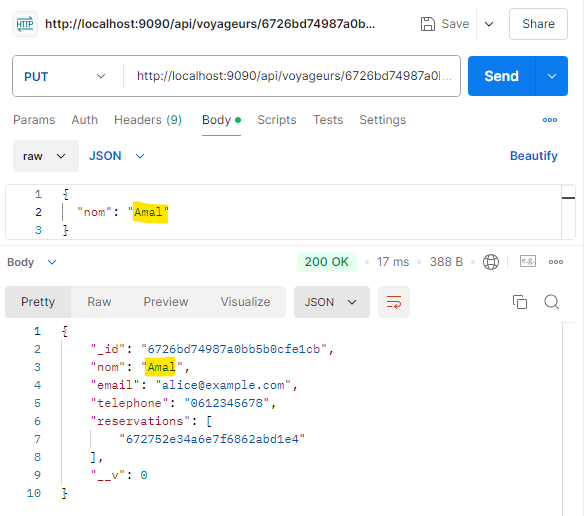 HTTP http://localhost:9090/api/voyageurs/6726bd74987a0b... Save Share
PUT http://localhost:9090/api/voyageurs/6726bd74987a0l... Send
Params Auth Headers (9) Body Scripts Tests Settings
raw JSON Beautify
1 {
2 "nom": "Amal"
3 }
Body 200 OK 17 ms 388 B e.g.
Pretty Raw Preview Visualize JSON
1 {
2 "_id": "6726bd74987a0bb5b0cfe1cb",
3 "nom": "Amal",
4 "email": "alice@example.com",
5 "telephone": "0612345678",
6 "reservations": [
7 "672752e34a6e7f6862abd1e4"
8 ],
9 "__v": 0
10 }